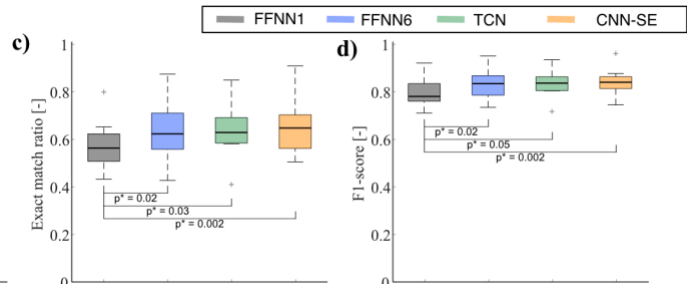 FFNN1 FFNN6 TCN CNN-SE
c)
Exact match ratio [-]
1
0.8
0.6
0.4
0.2
0
p* = 0.02
p* = 0.03
p* = 0.002
d)
F1-score [-]
1
0.8
0.6
0.4
0.2
0
p* = 0.02
p* = 0.05
p* = 0.002